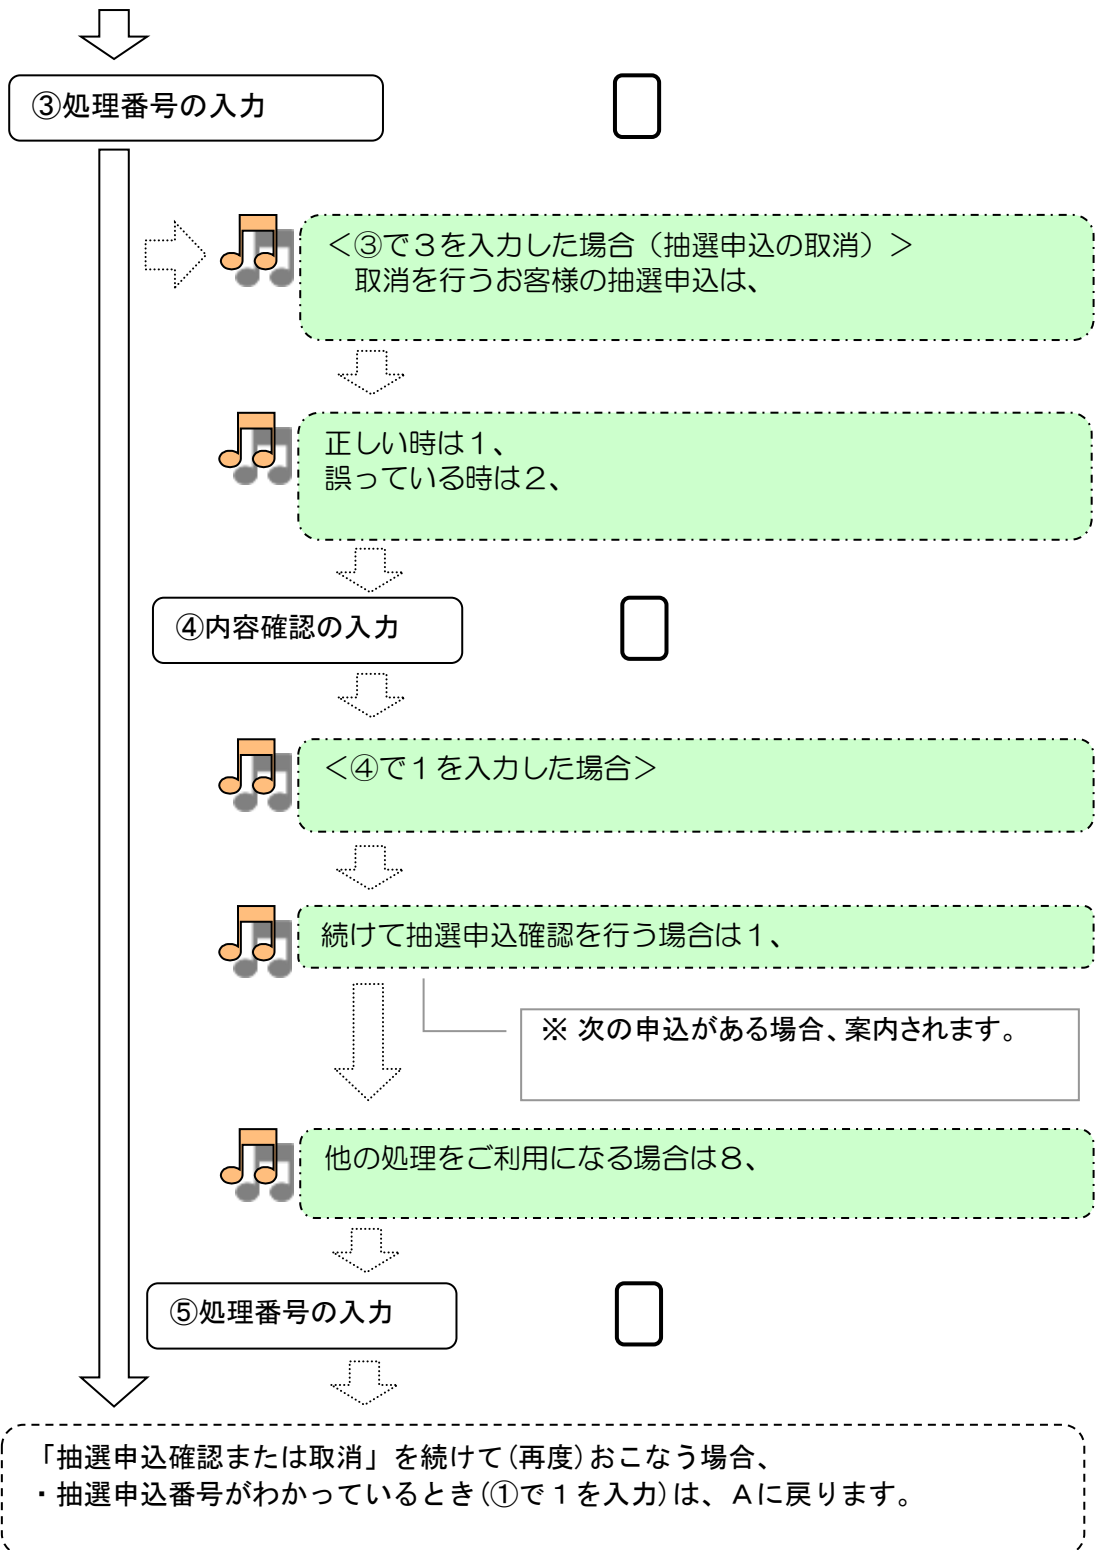 ③処理番号の入力
<③で3を入力した場合(抽選申込の取消)>
取消を行うお客様の抽選申込は、
正しい時は1、
誤っている時は2、
④内容確認の入力
<④で1を入力した場合>
続けて抽選申込確認を行う場合は1、
※ 次の申込がある場合、案内されます。
他の処理をご利用になる場合は8、
⑤処理番号の入力
「抽選申込確認または取消」を続けて(再度)おこなう場合、
・抽選申込番号がわかっているとき(①で1を入力)は、Aに戻ります。